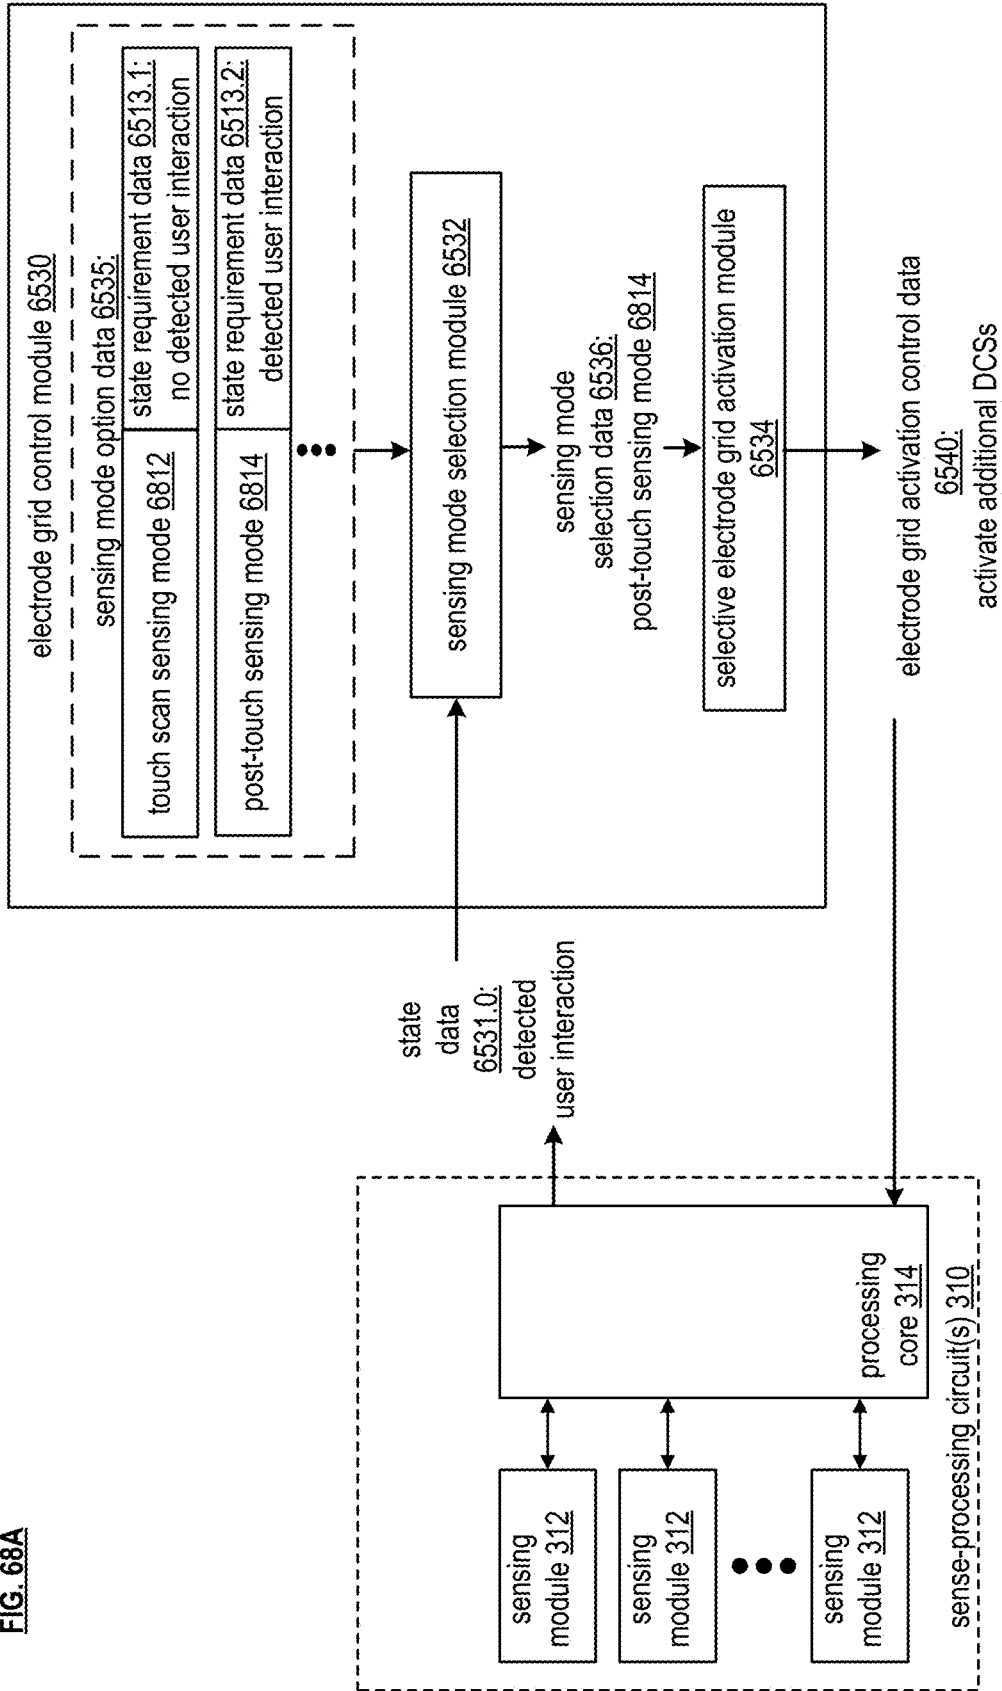 FIG. 68A
electrode grid control module 6530
sensing mode option data 6535:
touch scan sensing mode 6812
state requirement data 6513.1:
no detected user interaction
post-touch sensing mode 6814
state requirement data 6513.2:
detected user interaction
sensing mode selection module 6532
sensing mode
selection data 6536:
post-touch sensing mode 6814
selective electrode grid activation module
6534
state
data
6531.0:
detected
user interaction
electrode grid activation control data
6540:
activate additional DCSs
sensing
module 312
sensing
module 312
sensing
module 312
processing
core 314
sense-processing circuit(s) 310